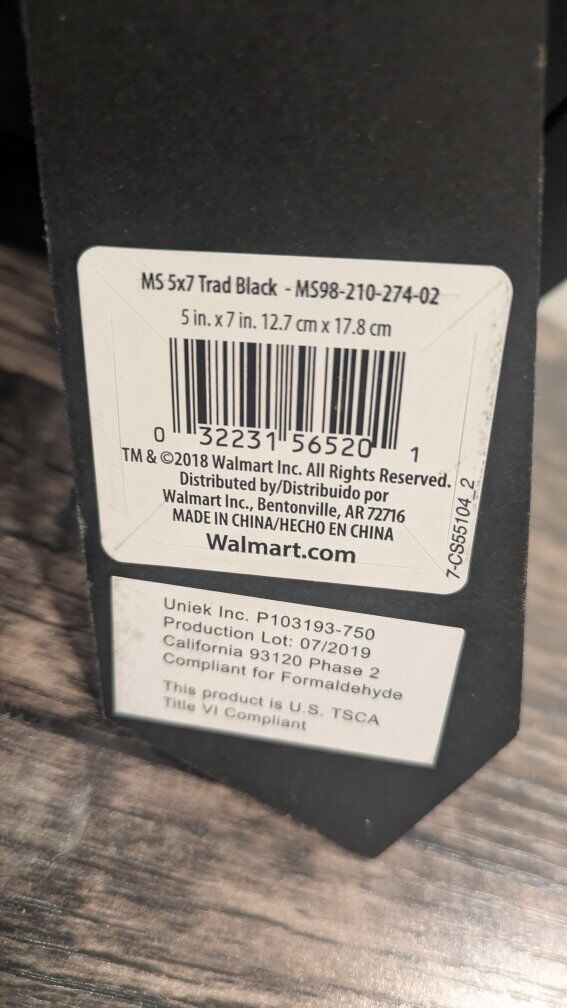 MS 5x7 Trad Black - MS98-210-274-02
5 in. x 7 in. 12.7 cm x 17.8 cm
0 32231 56520 1
TM & ©2018 Walmart Inc. All Rights Reserved.
Distributed by/Distribuido por
Walmart Inc., Bentonville, AR 72716
MADE IN CHINA/HECHO EN CHINA
Walmart.com
7-CS55104_2
Uniek Inc. P103193-750
Production Lot: 07/2019
California 93120 Phase 2
Compliant for Formaldehyde
This product is U.S. TSCA
Title VI Compliant